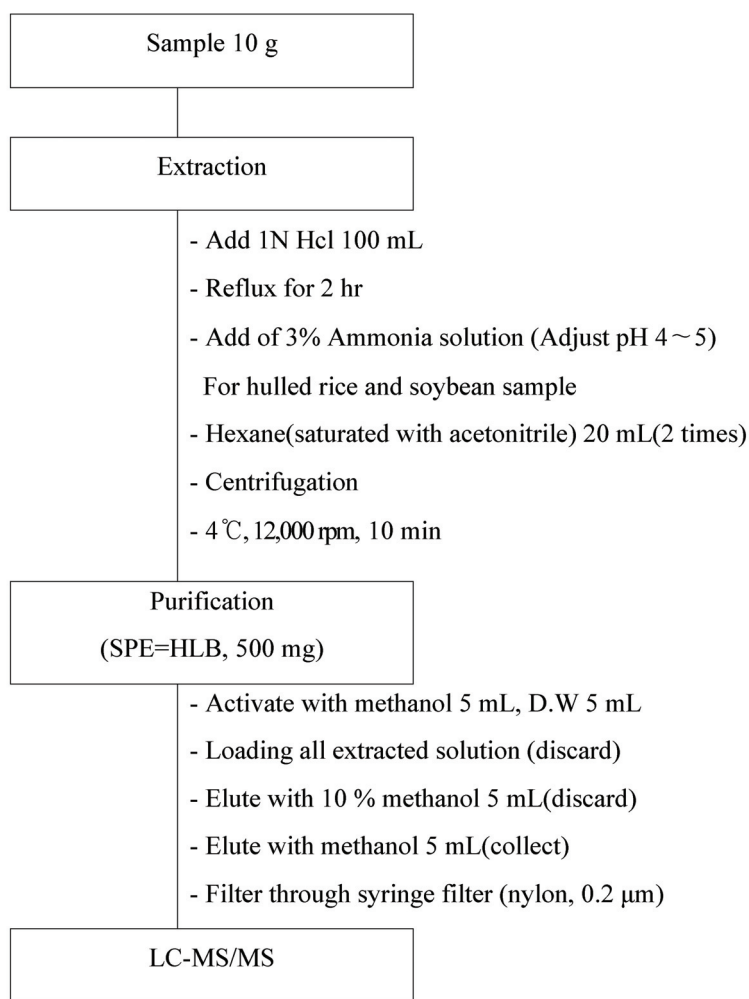 Sample 10 g
Extraction
- Add 1N Hcl 100 mL
- Reflux for 2 hr
- Add of 3% Ammonia solution (Adjust pH 4～5)
For hulled rice and soybean sample
- Hexane(saturated with acetonitrile) 20 mL(2 times)
- Centrifugation
- 4℃, 12,000 rpm, 10 min
Purification
(SPE=HLB, 500 mg)
- Activate with methanol 5 mL, D.W 5 mL
- Loading all extracted solution (discard)
- Elute with 10 % methanol 5 mL(discard)
- Elute with methanol 5 mL(collect)
- Filter through syringe filter (nylon, 0.2 μm)
LC-MS/MS